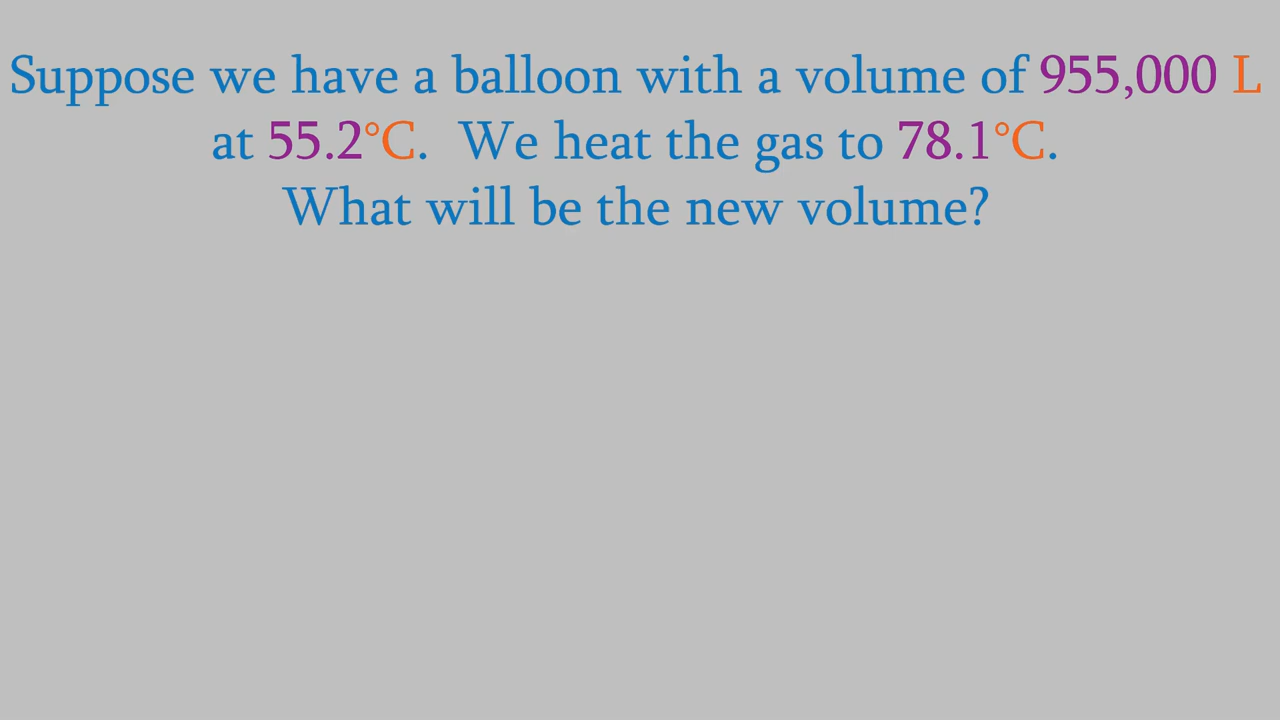 Suppose we have a balloon with a volume of 955,000 L
at 55.2°C. We heat the gas to 78.1°C.
What will be the new volume?